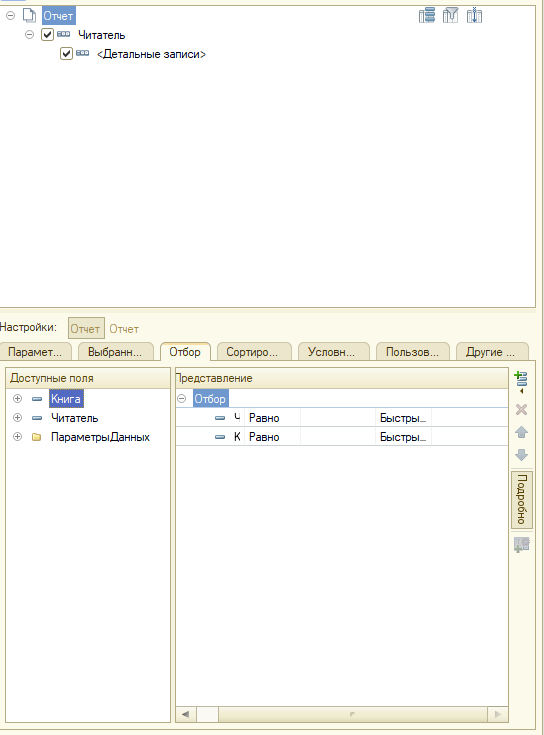 Отчет
Читатель
<Детальные записи>
Настройки: Отчет Отчет
Парамет... Выбранн... Отбор Сортиро... Условн... Пользов... Другие ...
Доступные поля Представление
Книга Отбор
Читатель Ч Равно Быстры...
ПараметрыДанных К Равно Быстры...
Подробно